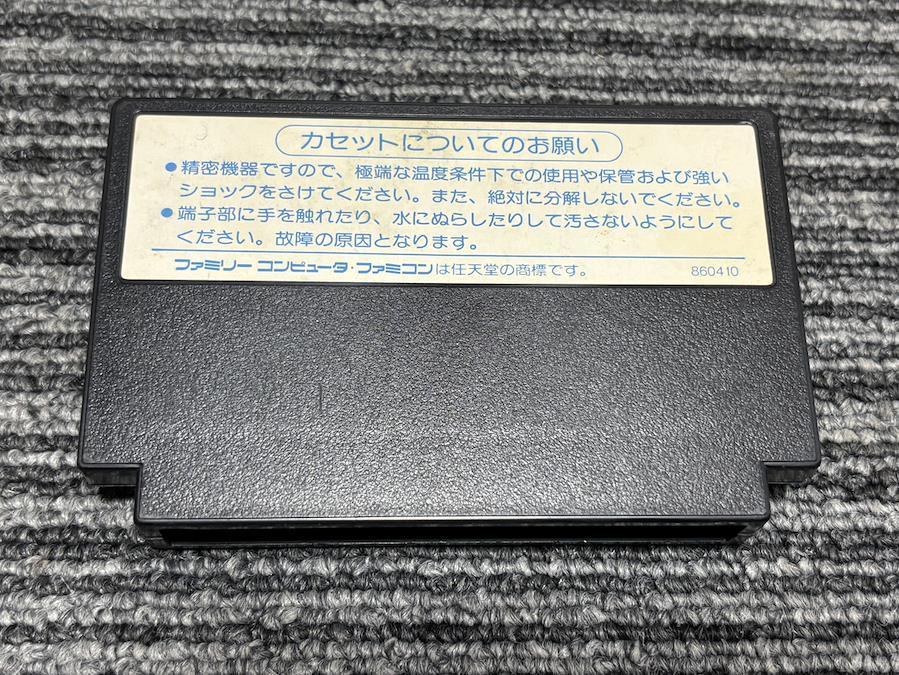 カセットについてのお願い
●精密機器ですので、極端な温度条件下での使用や保管および強い
ショックをさけてください。また、絶対に分解しないでください。
●端子部に手を触れたり、水にぬらしたりして汚さないようにして
ください。故障の原因となります。
ファミリー コンピュータ・ファミコンは任天堂の商標です。 860410